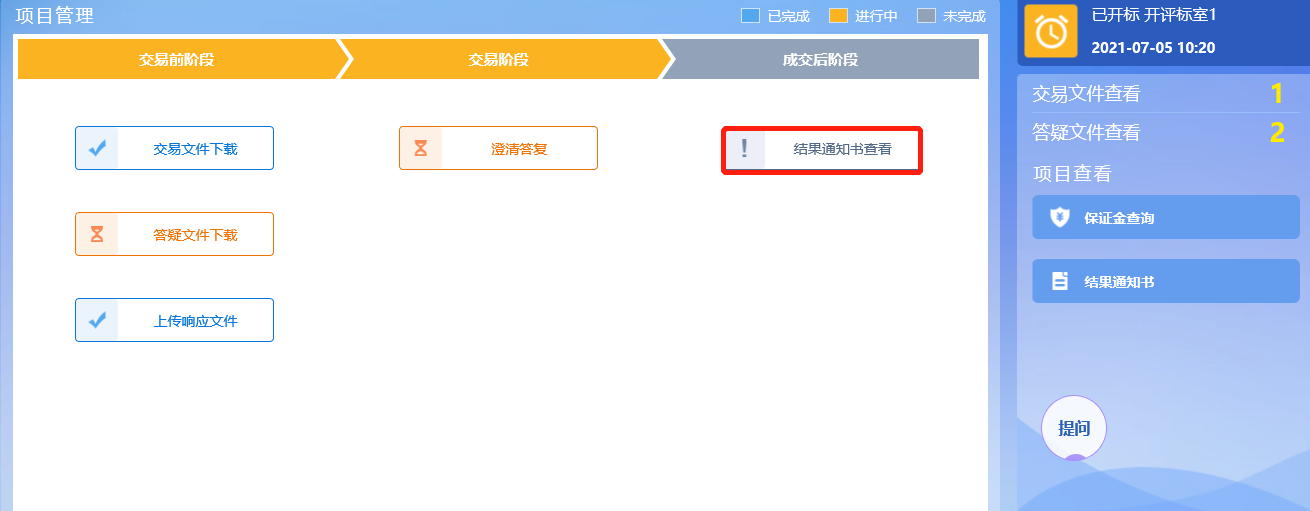 项目管理
已完成 进行中 未完成
交易前阶段 交易阶段 成交后阶段
交易文件下载 澄清答复 结果通知书查看
答疑文件下载
上传响应文件
已开标 开评标室1
2021-07-05 10:20
交易文件查看 1
答疑文件查看 2
项目查看
保证金查询
结果通知书
提问